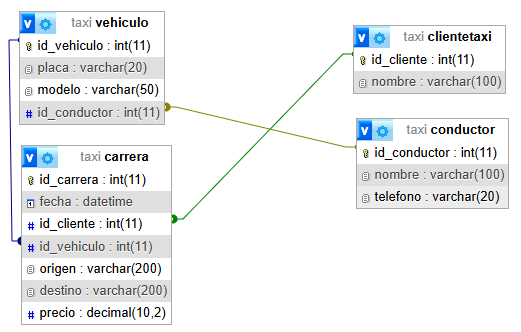 taxi vehiculo
id_vehiculo : int(11)
placa : varchar(20)
modelo : varchar(50)
# id_conductor : int(11)
taxi carrera
id_carrera : int(11)
fecha : datetime
# id_cliente : int(11)
# id_vehiculo : int(11)
origen : varchar(200)
destino : varchar(200)
# precio : decimal(10,2)
taxi clientetaxi
id_cliente : int(11)
nombre : varchar(100)
taxi conductor
id_conductor : int(11)
nombre : varchar(100)
telefono : varchar(20)